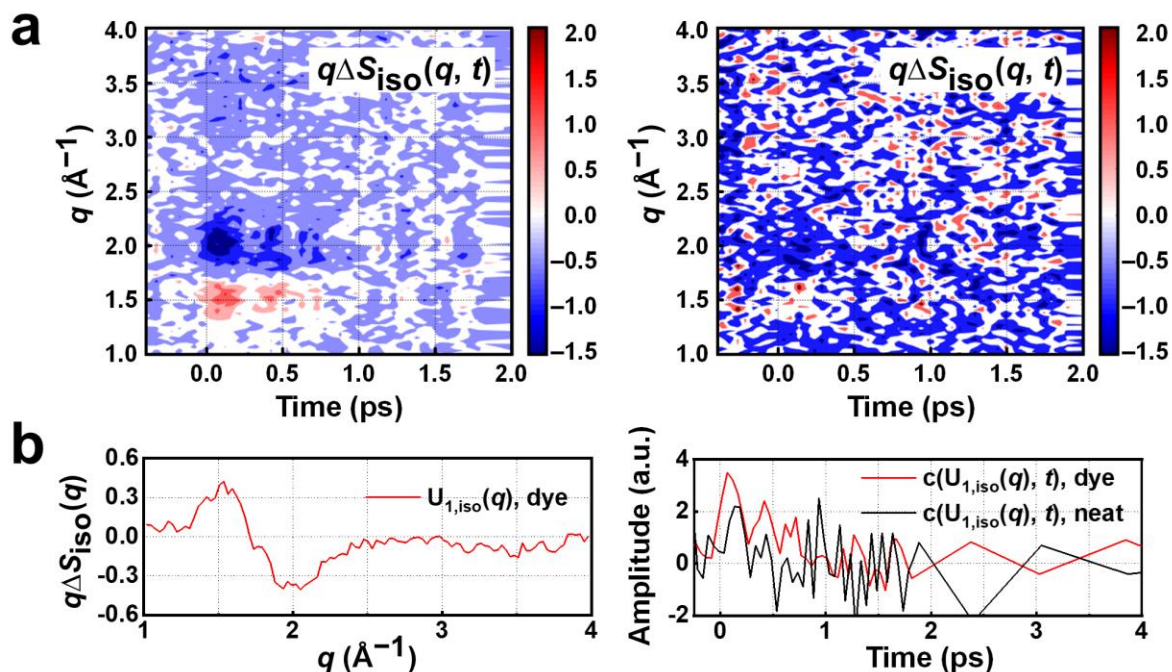 a
qΔS_iso(q, t)
4.0
3.5
3.0
2.5
2.0
1.5
1.0
q (Å⁻¹)
0.0 0.5 1.0 1.5 2.0
Time (ps)
2.0
1.5
1.0
0.5
0.0
–0.5
–1.0
–1.5
qΔS_iso(q, t)
4.0
3.5
3.0
2.5
2.0
1.5
1.0
q (Å⁻¹)
0.0 0.5 1.0 1.5 2.0
Time (ps)
2.0
1.5
1.0
0.5
0.0
–0.5
–1.0
–1.5
b
qΔS_iso(q)
0.6
0.3
0.0
-0.3
-0.6
U_1,iso(q), dye
1 2 3 4
q (Å⁻¹)
Amplitude (a.u.)
4
2
0
-2
c(U_1,iso(q), t), dye
c(U_1,iso(q), t), neat
0 1 2 3 4
Time (ps)